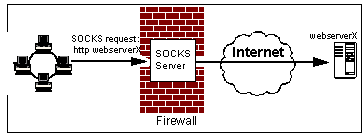 SOCKS request:
http webserverX
SOCKS
Server
Internet
webserverX
Firewall